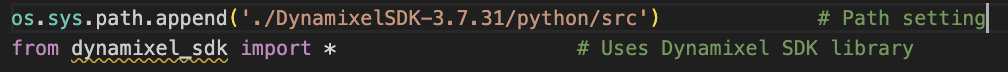 os.sys.path.append('./DynamixelSDK-3.7.31/python/src') # Path setting
from dynamixel_sdk import * # Uses Dynamixel SDK library